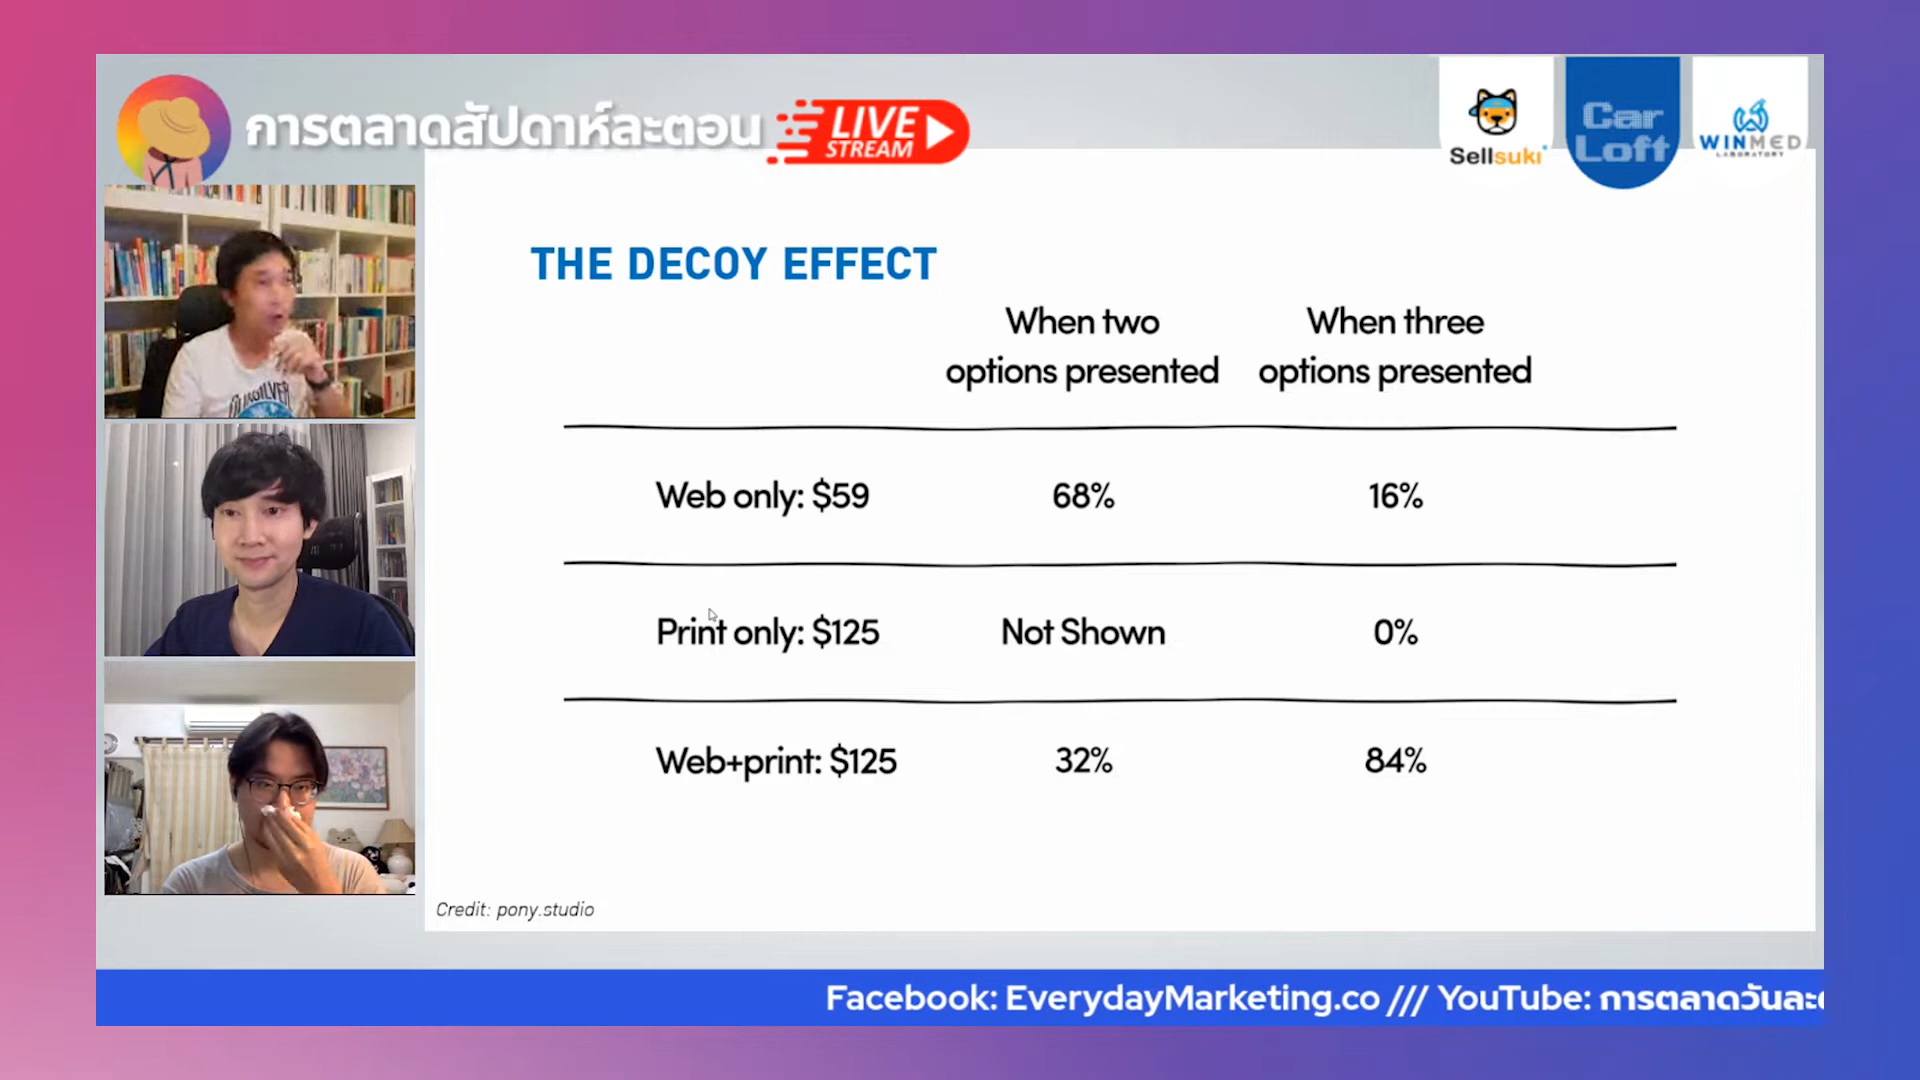 การตลาดสัปดาห์ละตอน
LIVE
STREAM
Sellsuki
Car
Loft
WINMED
LABORATORY
QUIKSILVER
THE DECOY EFFECT
When two
options presented
When three
options presented
Web only: $59 68% 16%
Print only: $125 Not Shown 0%
Web+print: $125 32% 84%
Credit: pony.studio
Facebook: EverydayMarketing.co /// YouTube: การตลาดวันละ